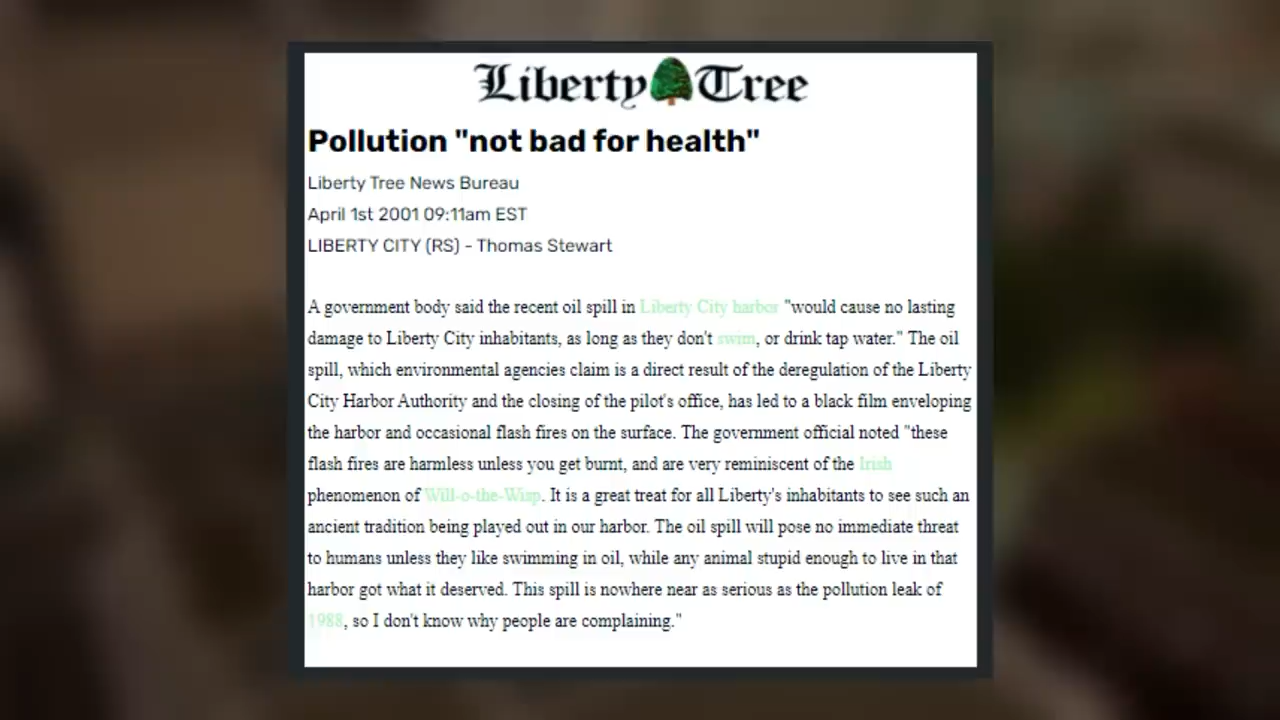 Liberty Tree
Pollution "not bad for health"
Liberty Tree News Bureau
April 1st 2001 09:11am EST
LIBERTY CITY (RS) - Thomas Stewart
A government body said the recent oil spill in Liberty City harbor "would cause no lasting
damage to Liberty City inhabitants, as long as they don't swim, or drink tap water." The oil
spill, which environmental agencies claim is a direct result of the deregulation of the Liberty
City Harbor Authority and the closing of the pilot's office, has led to a black film enveloping
the harbor and occasional flash fires on the surface. The government official noted "these
flash fires are harmless unless you get burnt, and are very reminiscent of the Irish
phenomenon of Will-o-the-Wisp. It is a great treat for all Liberty's inhabitants to see such an
ancient tradition being played out in our harbor. The oil spill will pose no immediate threat
to humans unless they like swimming in oil, while any animal stupid enough to live in that
harbor got what it deserved. This spill is nowhere near as serious as the pollution leak of
1988, so I don't know why people are complaining."